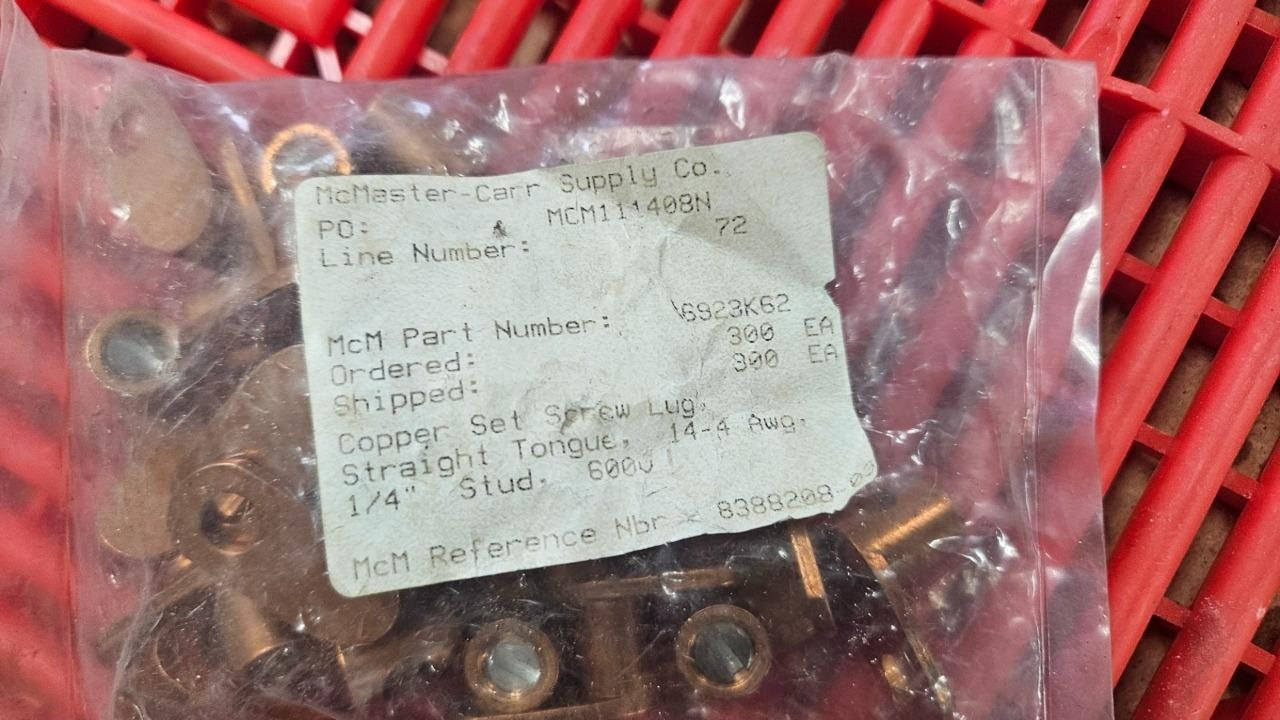 McMaster-Carr Supply Co.
PO: MCM111408N
Line Number: 72
McM Part Number: 6923K62
Ordered: 300 EA
Shipped: 300 EA
Copper Set Screw Lug.
Straight Tongue, 14-4 Awg.
1/4" Stud. 600v
McM Reference Nbr 8388208